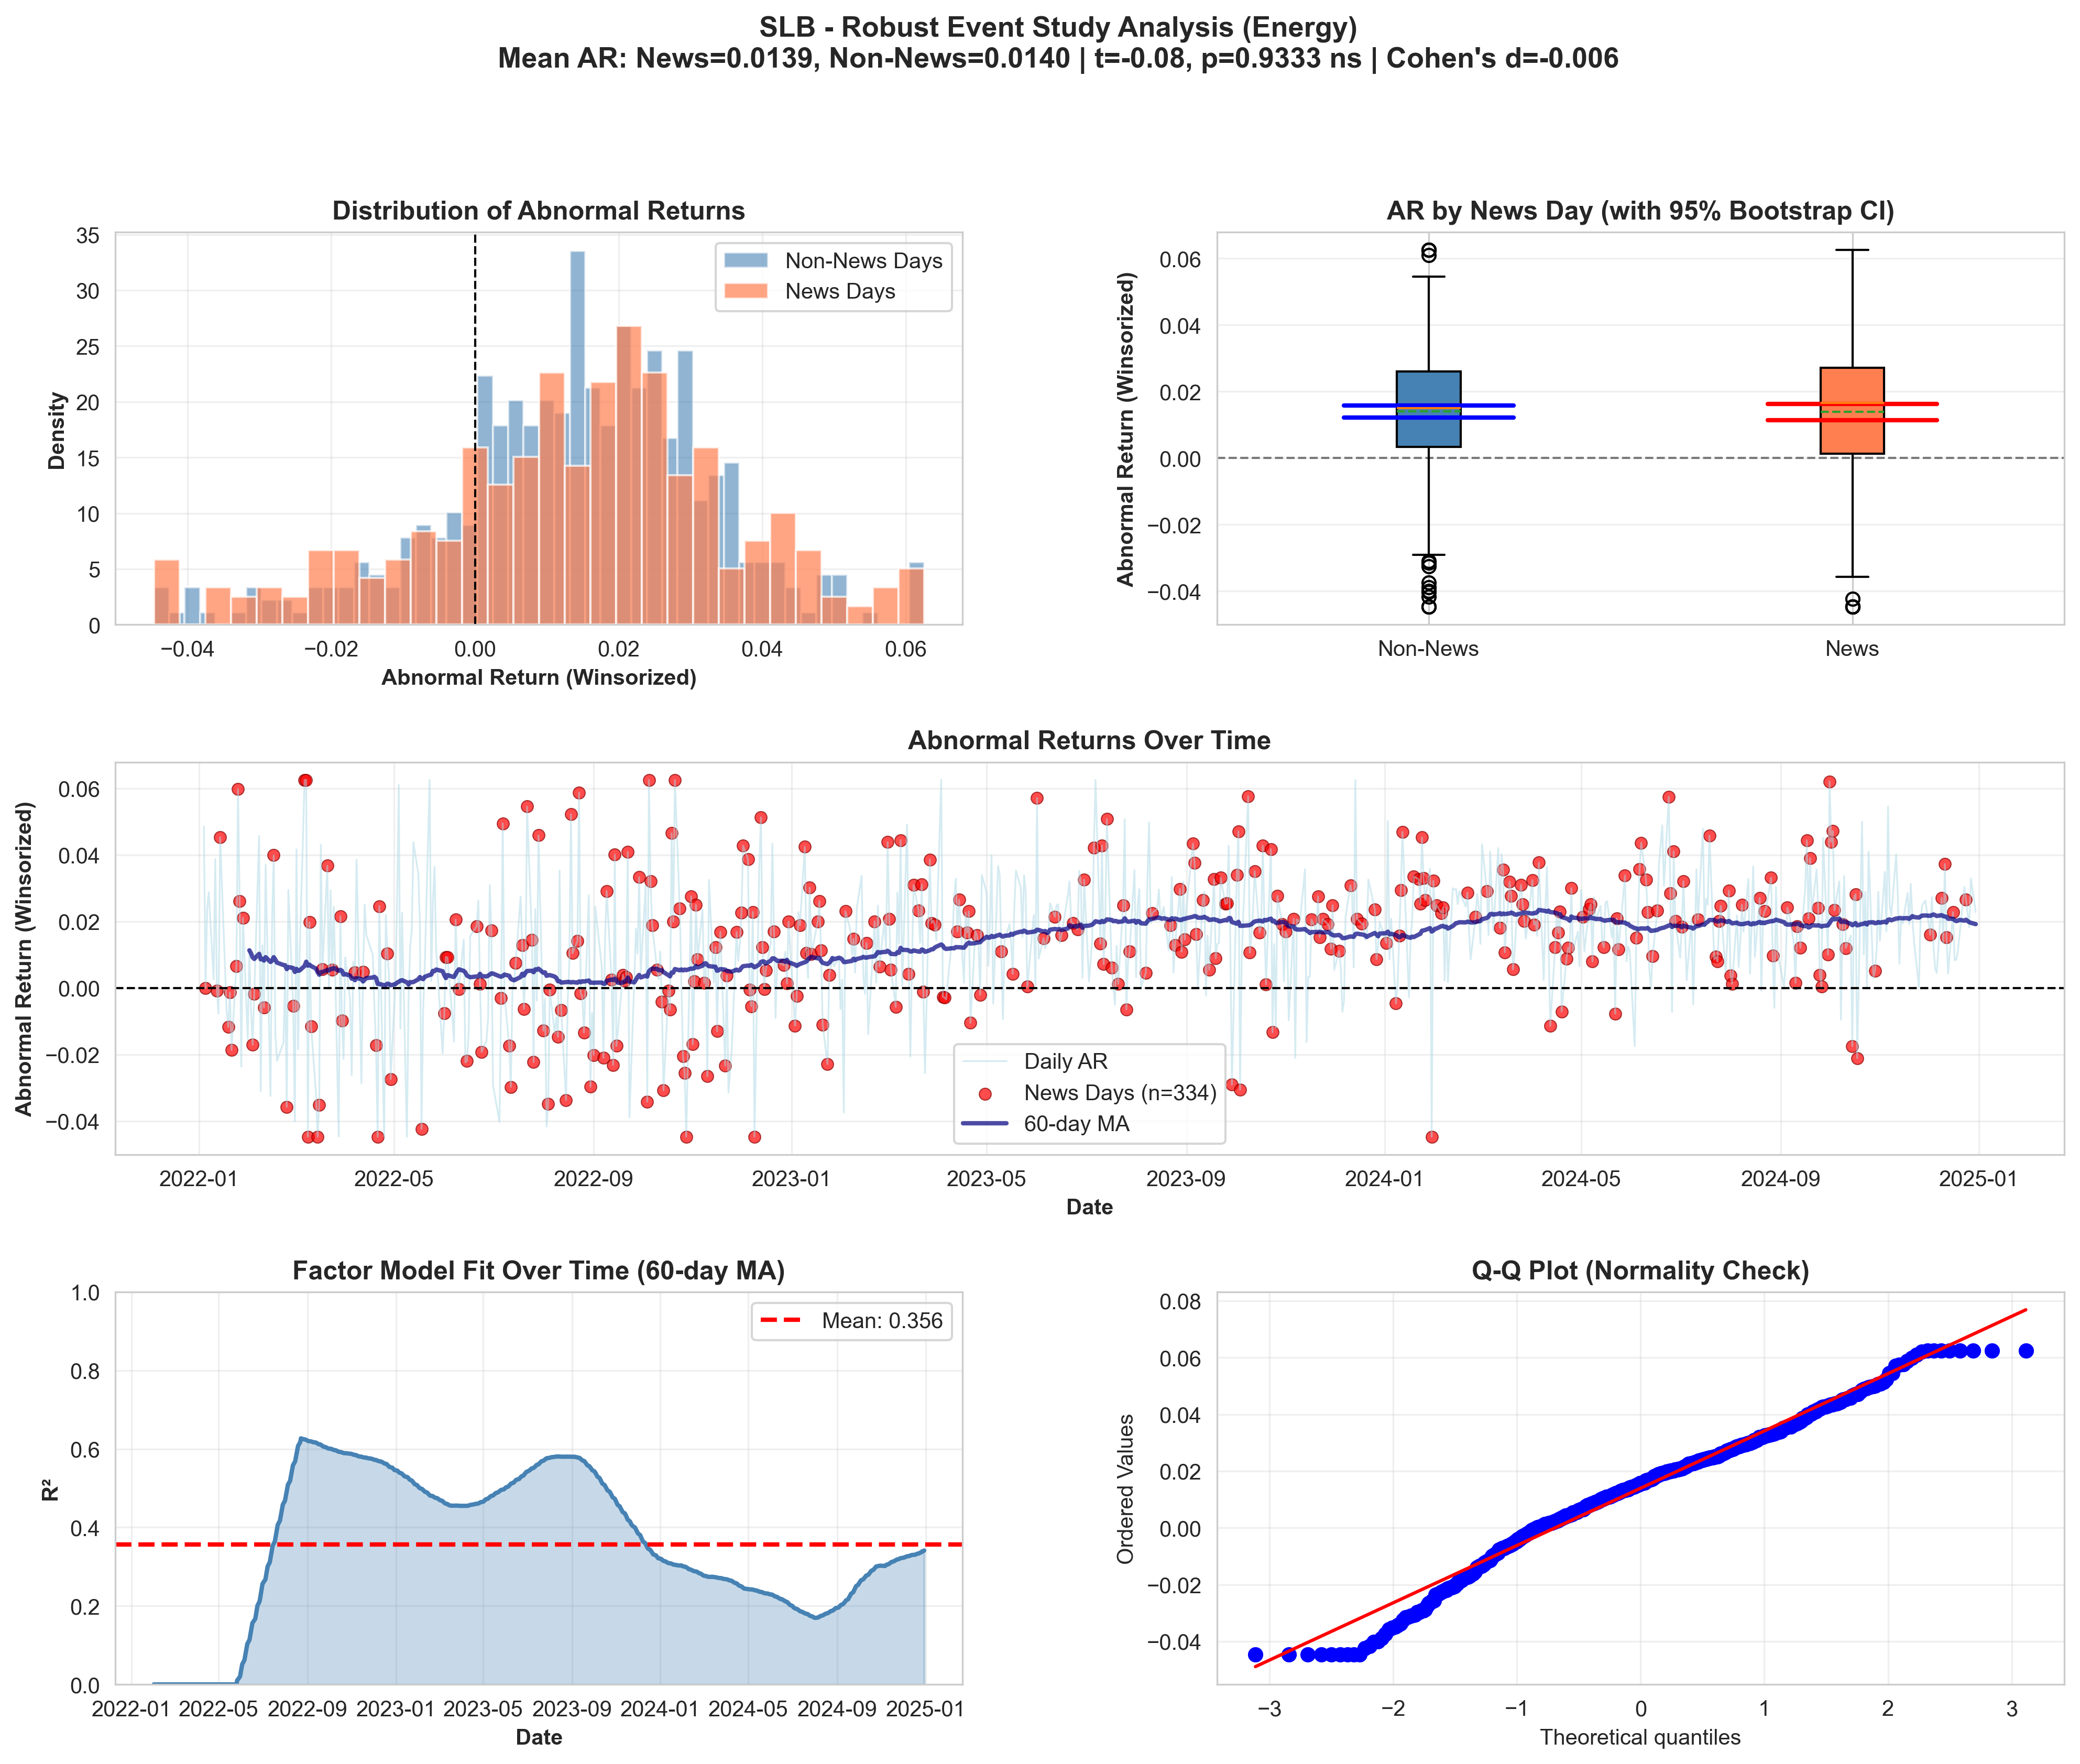 SLB - Robust Event Study Analysis (Energy)
Mean AR: News=0.0139, Non-News=0.0140 | t=-0.08, p=0.9333 ns | Cohen's d=-0.006
Distribution of Abnormal Returns
Density
35
30
25
20
15
10
5
0
Non-News Days
News Days
−0.04
−0.02
0.00
0.02
0.04
0.06
Abnormal Return (Winsorized)
AR by News Day (with 95% Bootstrap CI)
Abnormal Return (Winsorized)
0.06
0.04
0.02
0.00
−0.02
−0.04
Non-News
News
Abnormal Returns Over Time
Abnormal Return (Winsorized)
0.06
0.04
0.02
0.00
−0.02
−0.04
Daily AR
News Days (n=334)
60-day MA
2022-01
2022-05
2022-09
2023-01
2023-05
2023-09
2024-01
2024-05
2024-09
2025-01
Date
Factor Model Fit Over Time (60-day MA)
R²
1.0
0.8
0.6
0.4
0.2
0.0
Mean: 0.356
2022-01
2022-05
2022-09
2023-01
2023-05
2023-09
2024-01
2024-05
2024-09
2025-01
Date
Q-Q Plot (Normality Check)
Ordered Values
0.08
0.06
0.04
0.02
0.00
−0.02
−0.04
−3
−2
−1
0
1
2
3
Theoretical quantiles